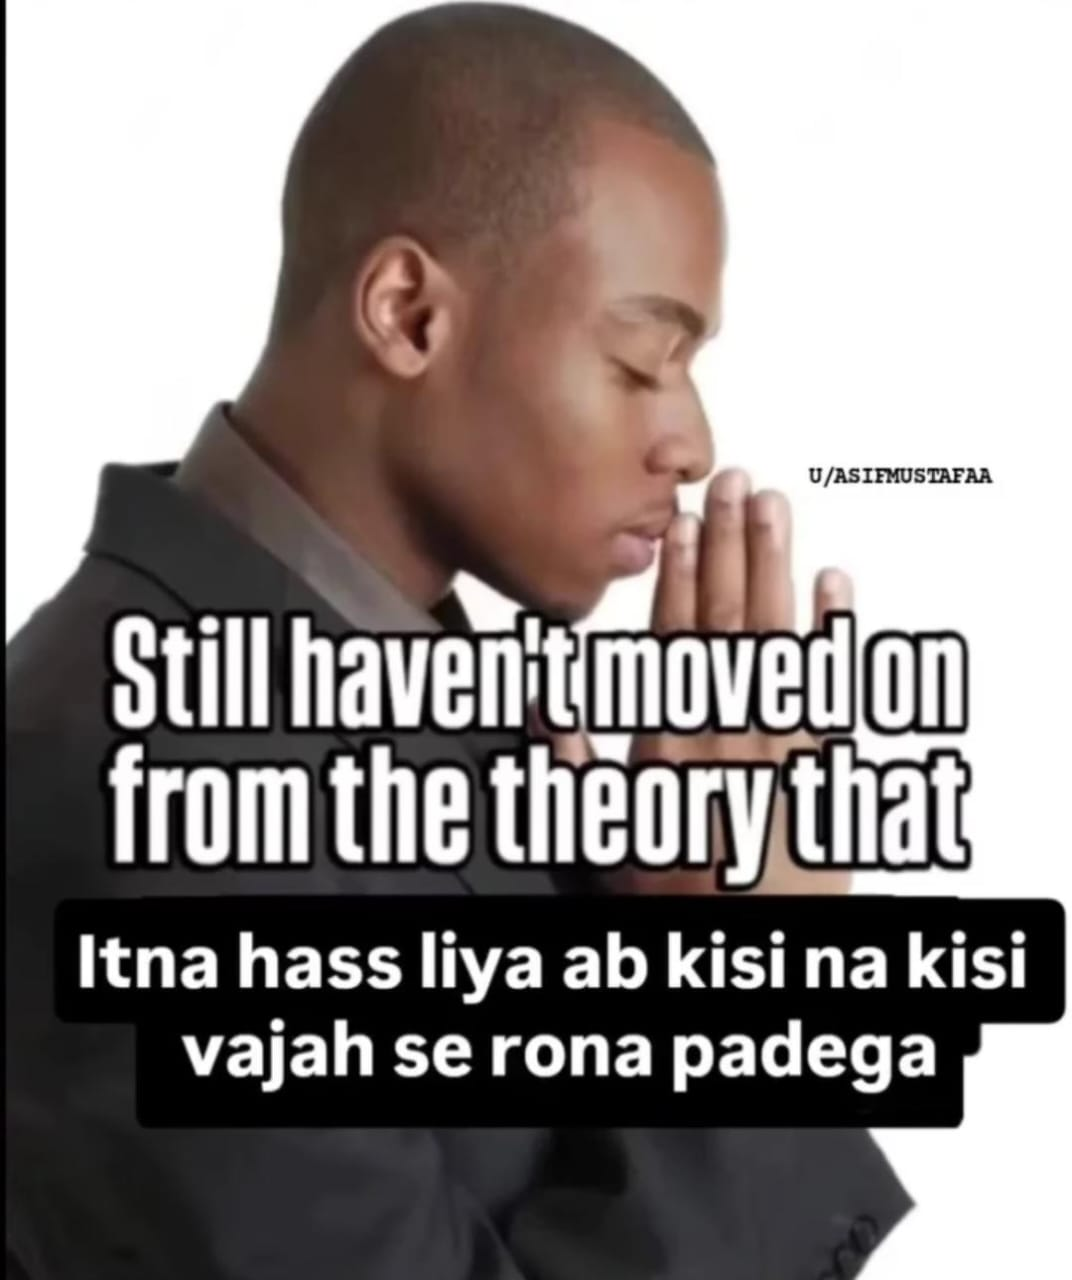 U/ASIFMUSTAFAA
Still haven't moved on
from the theory that
Itna hass liya ab kisi na kisi
vajah se rona padega